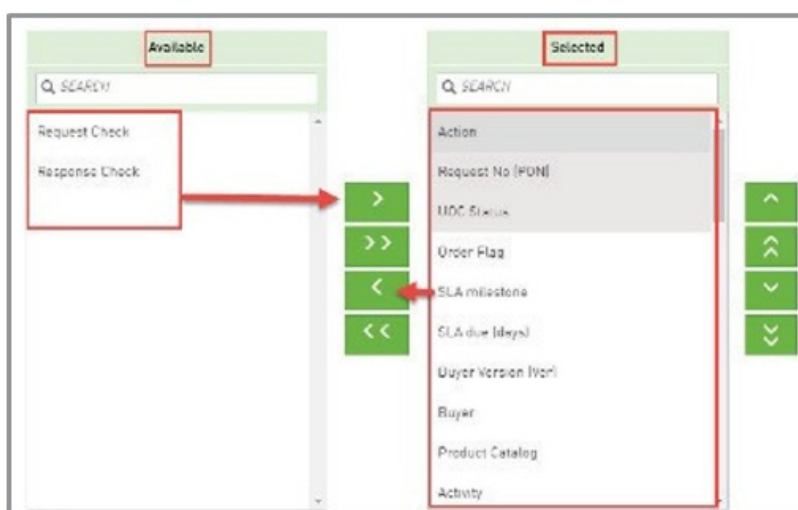 Available
SEARCH
Request Check
Response Check
>
>>
<
<<
Selected
SEARCH
Action
Request No (PON)
UOC Status
Order Flag
SLA milestone
SLA due (days)
Buyer Version (Ver)
Buyer
Product Catalog
Activity